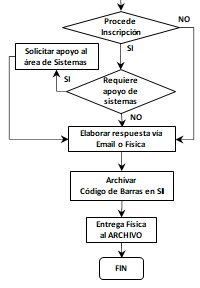 Procede
Inscripción
NO
SI
Solicitar apoyo al
área de Sistemas
SI
Requiere
apoyo de
sistemas
NO
Elaborar respuesta vía
Email o Física
Archivar
Código de Barras en SII
Entrega Física
al ARCHIVO
FIN